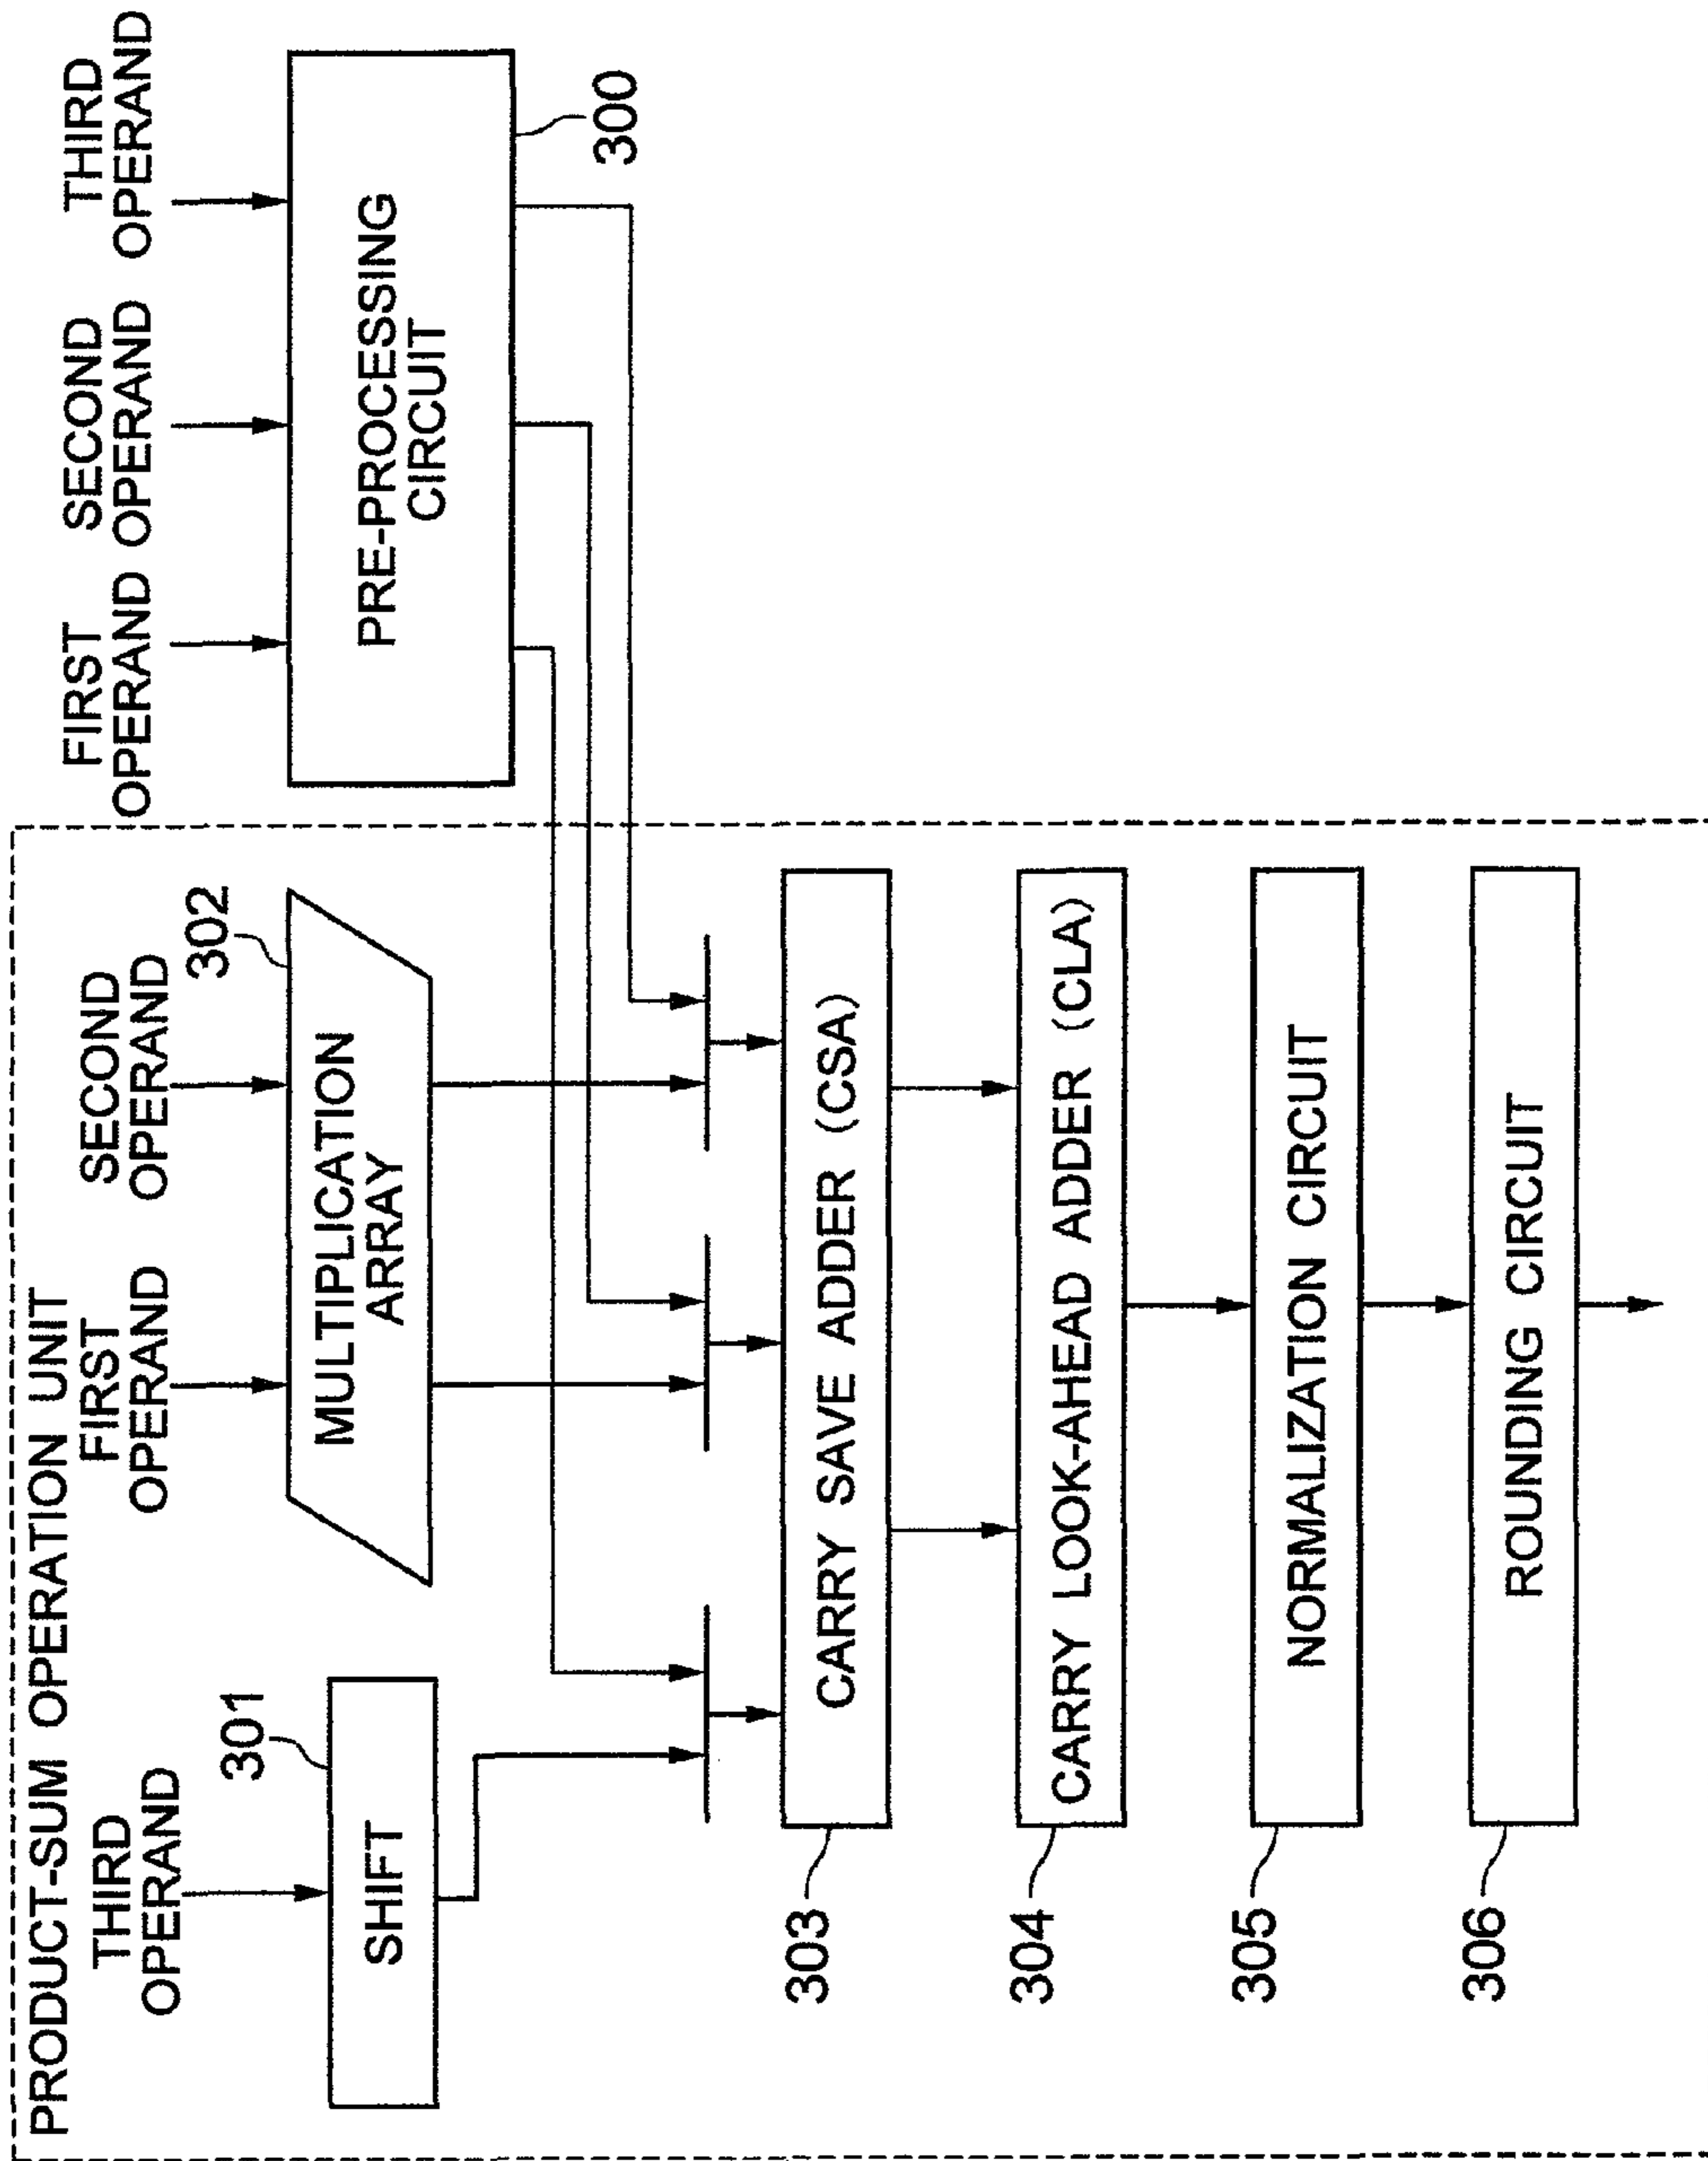 PRODUCT-SUM OPERATION UNIT
THIRD
OPERAND
FIRST
OPERAND
SECOND
OPERAND
FIRST
OPERAND
SECOND
OPERAND
THIRD
OPERAND
301
SHIFT
302
MULTIPLICATION
ARRAY
PRE-PROCESSING
CIRCUIT
300
303
CARRY SAVE ADDER (CSA)
304
CARRY LOOK-AHEAD ADDER (CLA)
305
NORMALIZATION CIRCUIT
306
ROUNDING CIRCUIT